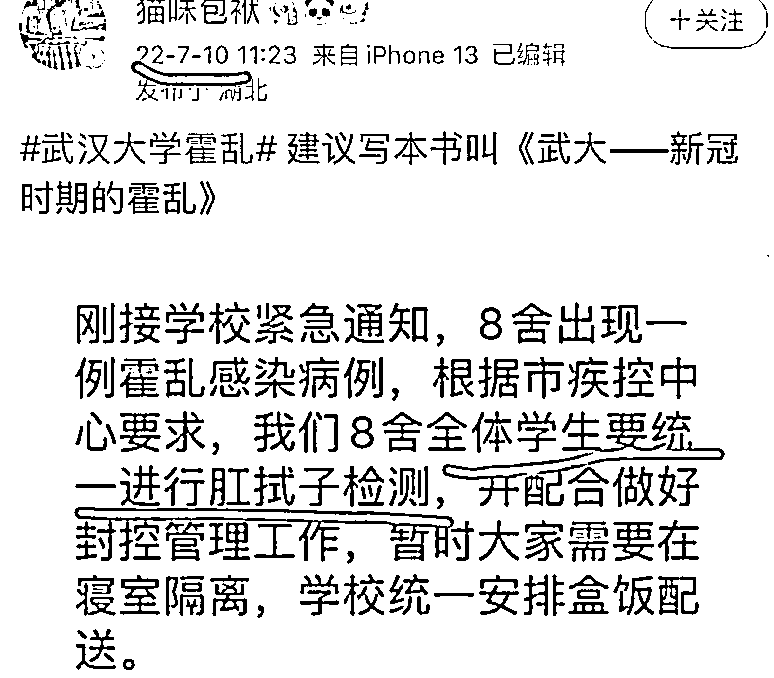 猫咪包袱
+关注
22-7-10 11:23 来自 iPhone 13 已编辑
发布于 湖北
#武汉大学霍乱# 建议写本书叫《武大——新冠
时期的霍乱》
刚接学校紧急通知，8舍出现一
例霍乱感染病例，根据市疾控中
心要求，我们8舍全体学生要统
一进行肛拭子检测，并配合做好
封控管理工作，暂时大家需要在
寝室隔离，学校统一安排盒饭配
送。